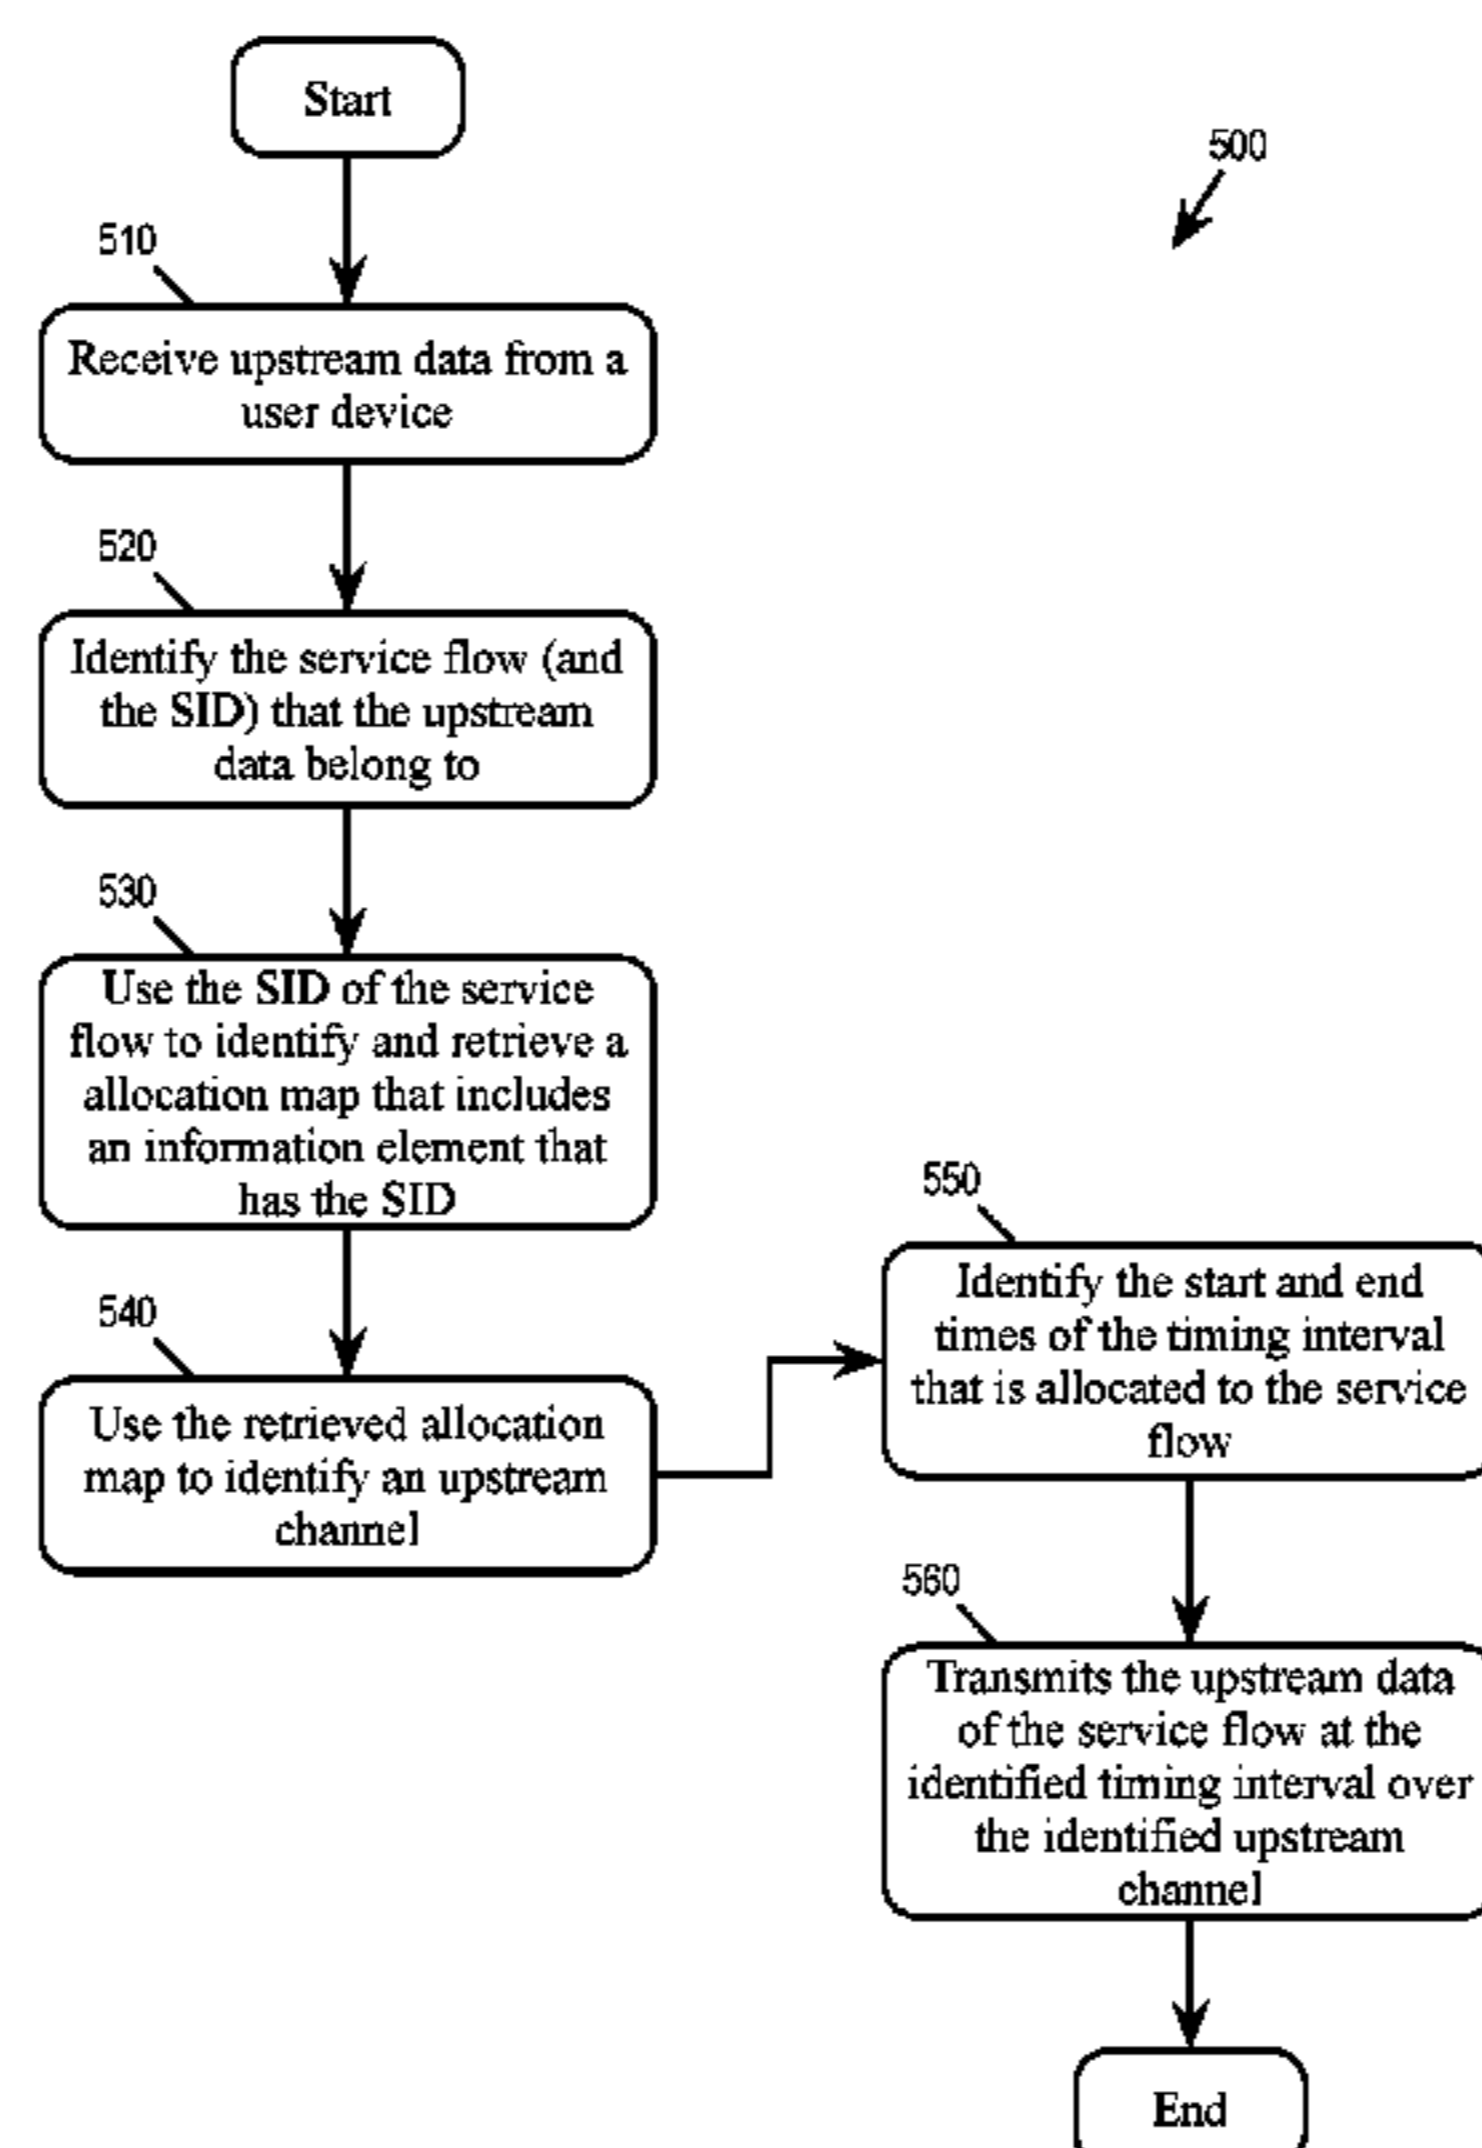 Start
500
510
Receive upstream data from a
user device
520
Identify the service flow (and
the SID) that the upstream
data belong to
530
Use the SID of the service
flow to identify and retrieve a
allocation map that includes
an information element that
has the SID
540
Use the retrieved allocation
map to identify an upstream
channel
550
Identify the start and end
times of the timing interval
that is allocated to the service
flow
560
Transmits the upstream data
of the service flow at the
identified timing interval over
the identified upstream
channel
End